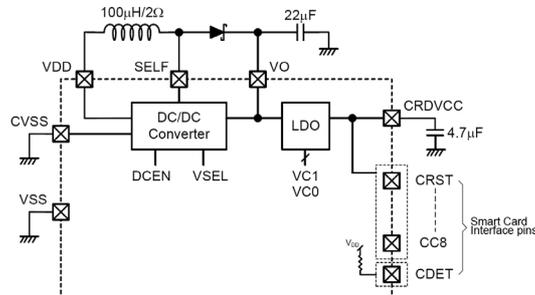 100μH/2Ω
22μF
VDD
SELF
VO
CVSS
DC/DC
Converter
LDO
CRDVCC
4.7μF
DCEN
VSEL
VC1
VC0
CRST
VSS
Smart Card
Interface pins
VDD
CC8
CDET